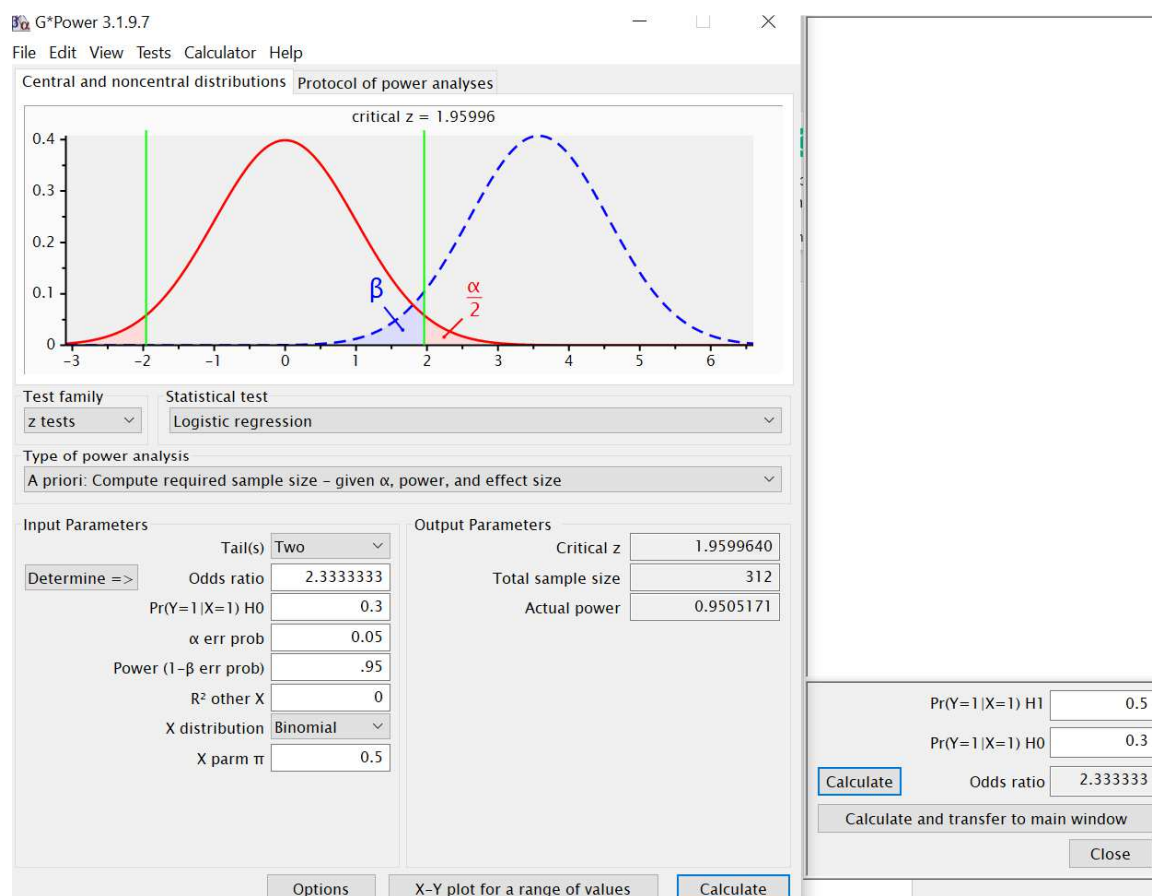 G*Power 3.1.9.7
File Edit View Tests Calculator Help
Central and noncentral distributions Protocol of power analyses
critical z = 1.95996
0.4
0.3
0.2
0.1
0
β
α
2
-3 -2 -1 0 1 2 3 4 5 6
Test family Statistical test
z tests Logistic regression
Type of power analysis
A priori: Compute required sample size – given α, power, and effect size
Input Parameters
Tail(s) Two
Determine => Odds ratio 2.3333333
Pr(Y=1|X=1) H0 0.3
α err prob 0.05
Power (1-β err prob) .95
R² other X 0
X distribution Binomial
X parm π 0.5
Output Parameters
Critical z 1.9599640
Total sample size 312
Actual power 0.9505171
Options X-Y plot for a range of values Calculate
Pr(Y=1|X=1) H1 0.5
Pr(Y=1|X=1) H0 0.3
Calculate Odds ratio 2.333333
Calculate and transfer to main window
Close